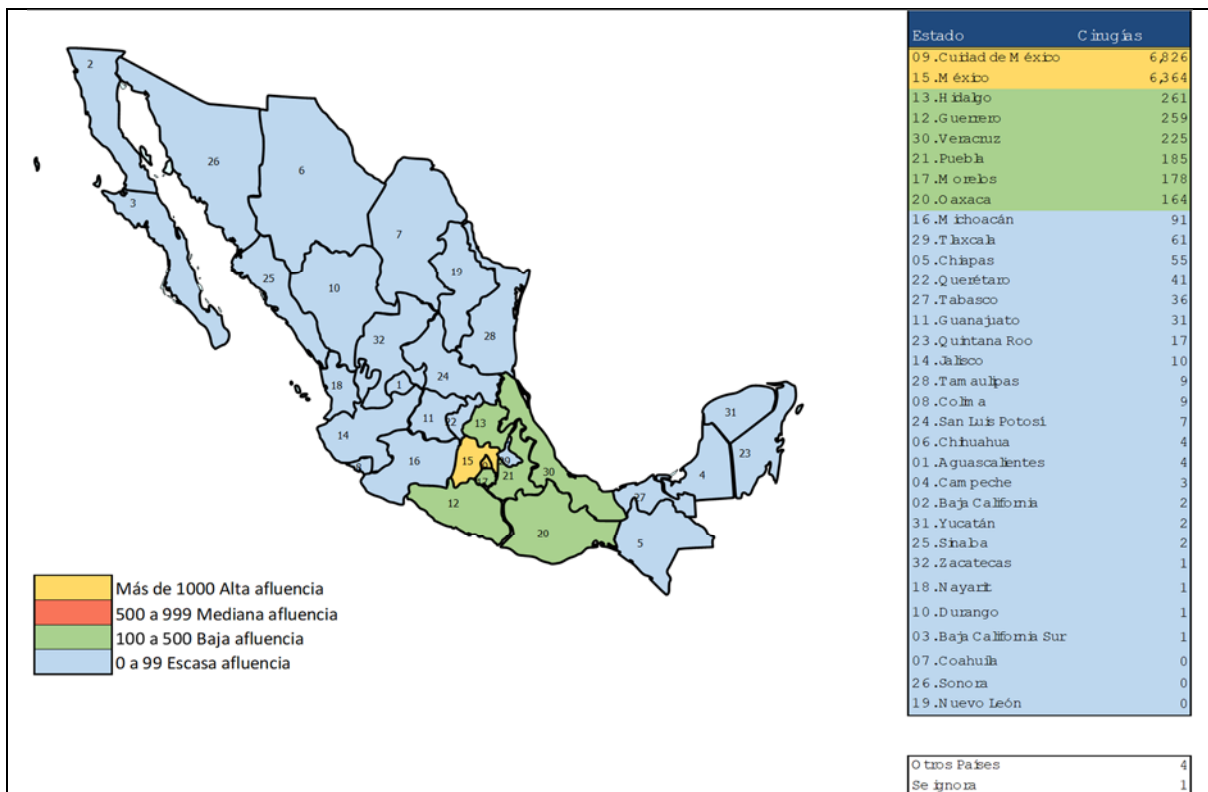 Estado Cirugías
09.Cuidad de México 6,826
15.México 6,364
13.Hidalgo 261
12.Guerrero 259
30.Veracruz 225
21.Puebla 185
17.Morelos 178
20.Oaxaca 164
16.Michoacán 91
29.Tlaxcala 61
05.Chiapas 55
22.Querétaro 41
27.Tabasco 36
11.Guanajuato 31
23.Quintana Roo 17
14.Jalisco 10
28.Tamaulipas 9
08.Colima 9
24.San Luis Potosí 7
06.Chihuahua 4
01.Aguascalientes 4
04.Campeche 3
02.Baja California 2
31.Yucatán 2
25.Sinaloa 2
32.Zacatecas 1
18.Nayarit 1
10.Durango 1
03.Baja California Sur 1
07.Coahuila 0
26.Sonora 0
19.Nuevo León 0
Otros Países 4
Se ignora 1
2
26
6
3
7
19
25
10
28
32
18
1
24
11
22
13
14
31
8
16
15
29
23
30
4
17
21
27
12
20
5
Más de 1000 Alta afluencia
500 a 999 Mediana afluencia
100 a 500 Baja afluencia
0 a 99 Escasa afluencia